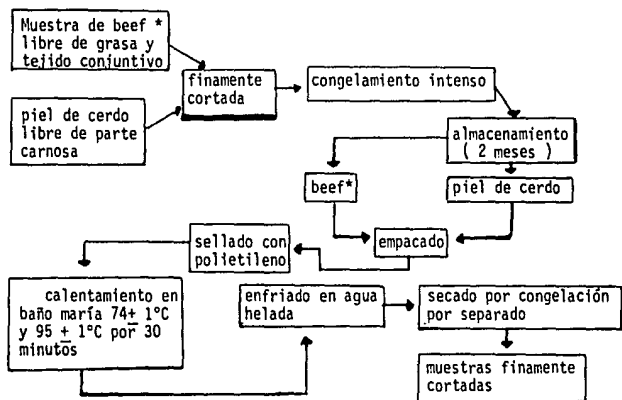 Muestra de beef *
libre de grasa y
tejido conjuntivo
piel de cerdo
libre de parte
carnosa
finamente
cortada
congelamiento intenso
almacenamiento
( 2 meses )
beef*
piel de cerdo
empacado
sellado con
polietileno
calentamiento en
baño maría 74± 1°C
y 95 ± 1°C por 30
minutos
enfriado en agua
helada
secado por congelación
por separado
muestras finamente
cortadas